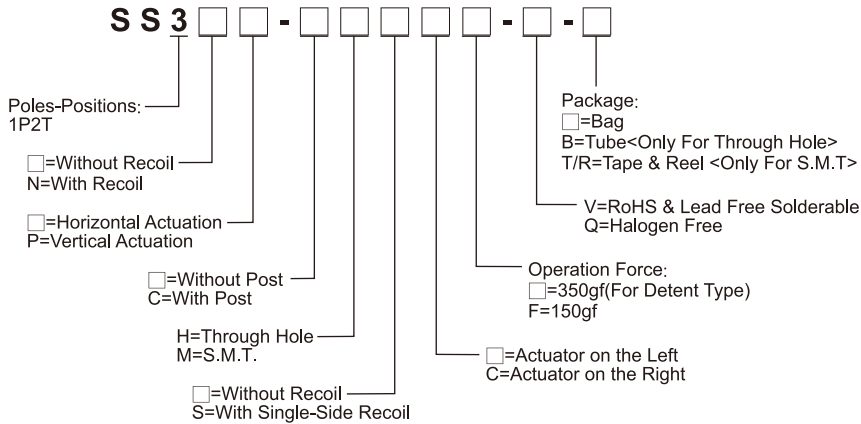 SS3□□-□□□□□-□-□
Poles-Positions:
1P2T
□=Without Recoil
N=With Recoil
□=Horizontal Actuation
P=Vertical Actuation
□=Without Post
C=With Post
H=Through Hole
M=S.M.T.
□=Without Recoil
S=With Single-Side Recoil
Package:
□=Bag
B=Tube<Only For Through Hole>
T/R=Tape & Reel <Only For S.M.T>
V=RoHS & Lead Free Solderable
Q=Halogen Free
Operation Force:
□=350gf(For Detent Type)
F=150gf
□=Actuator on the Left
C=Actuator on the Right